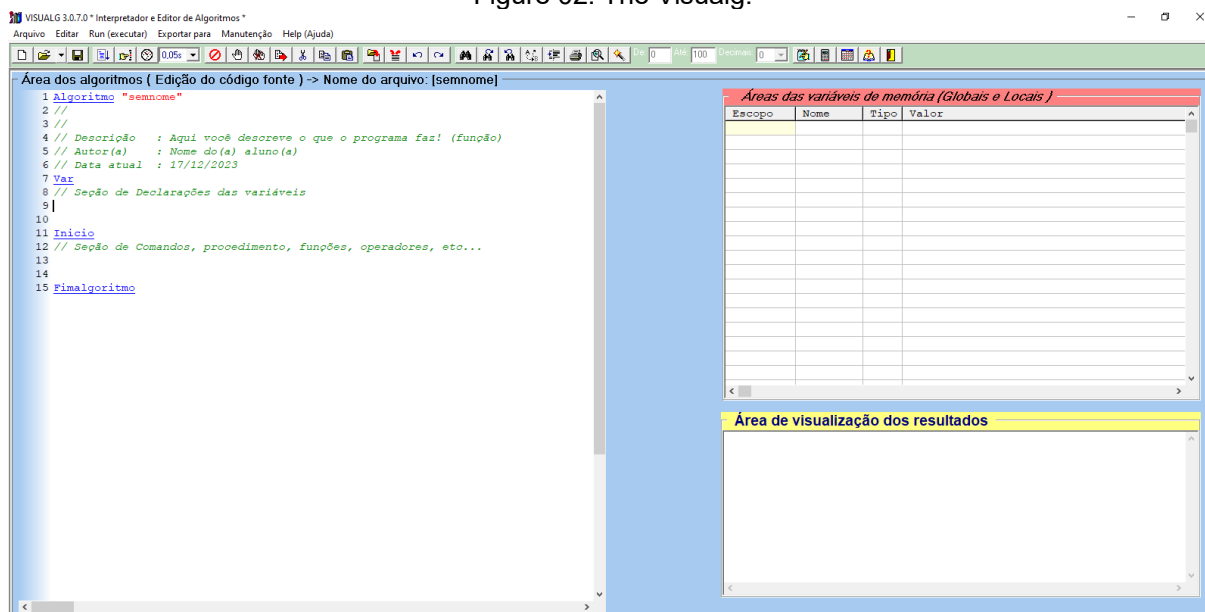 Figure 02: The Visualg.
VISUALG 3.0.7.0 * Interpretador e Editor de Algoritmos *
Arquivo Editar Run (executar) Exportar para Manutenção Help (Ajuda)
0,05s De: 0 Até 100 Decimais: 0
Área dos algoritmos ( Edição do código fonte ) -> Nome do arquivo: [semnome]
1 Algoritmo "semnome"
2 //
3 //
4 // Descrição : Aqui você descreve o que o programa faz! (função)
5 // Autor(a) : Nome do(a) aluno(a)
6 // Data atual : 17/12/2023
7 Var
8 // Seção de Declarações das variáveis
9
10
11 Inicio
12 // Seção de Comandos, procedimento, funções, operadores, etc...
13
14
15 Fimalgoritmo
Áreas das variáveis de memória (Globais e Locais )
Escopo Nome Tipo Valor
Área de visualização dos resultados